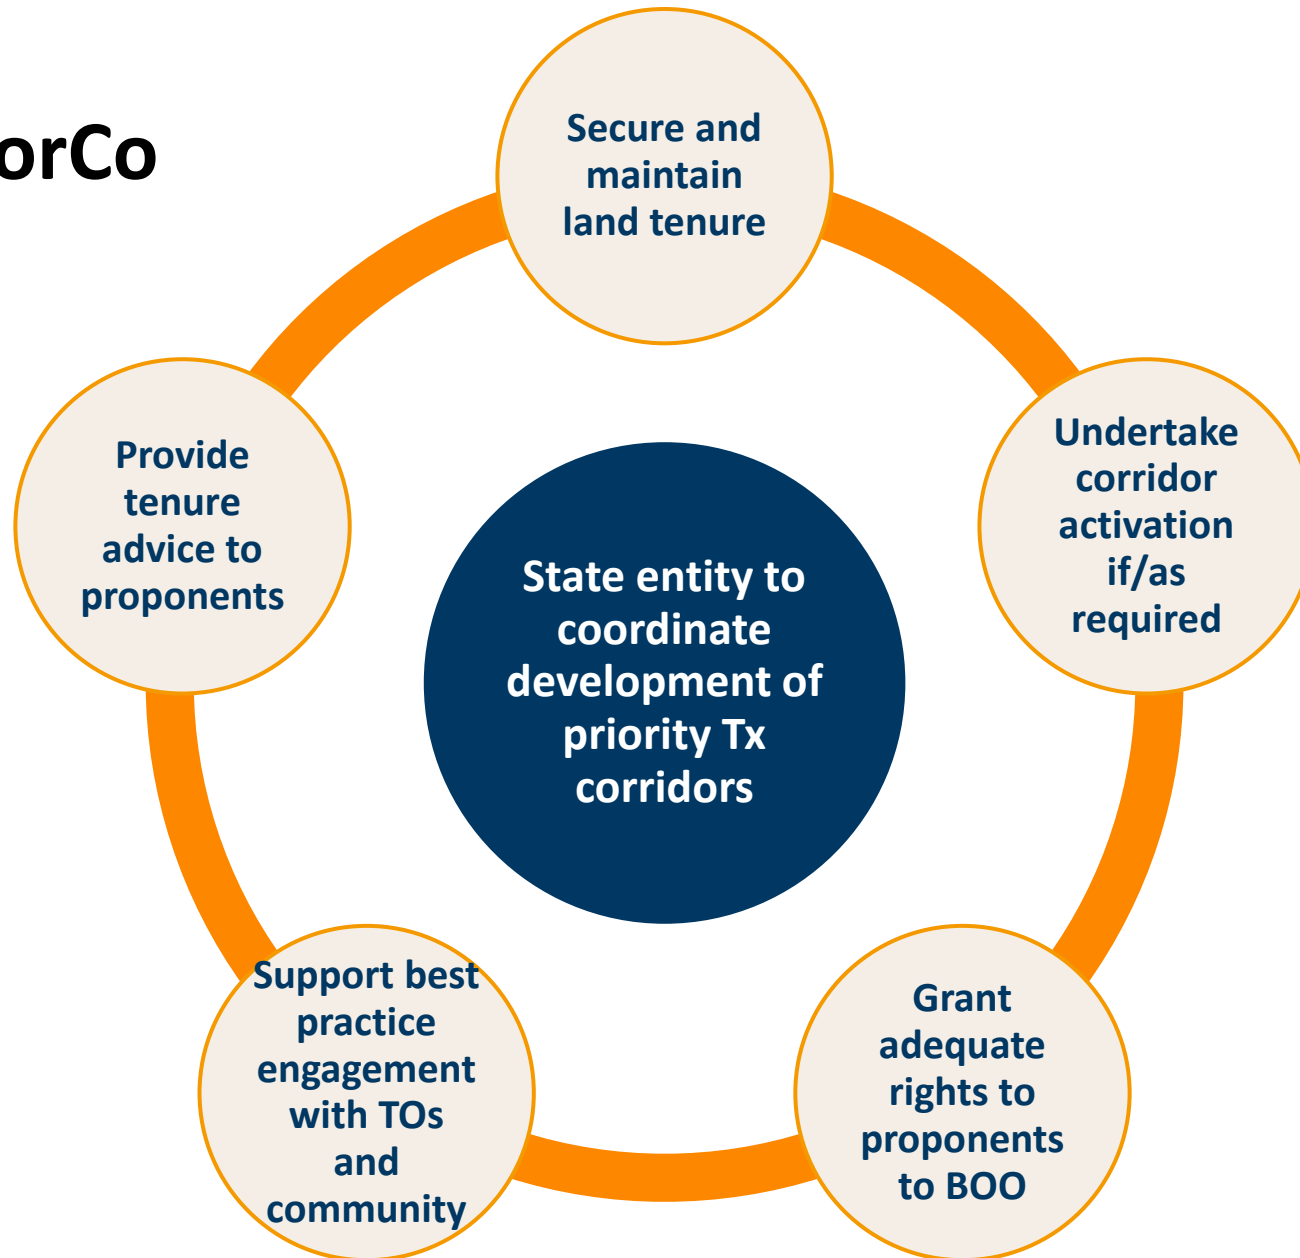 orCo
Secure and
maintain
land tenure
Provide
tenure
advice to
proponents
Undertake
corridor
activation
if/as
required
State entity to
coordinate
development of
priority Tx
corridors
Support best
practice
engagement
with TOs
and
community
Grant
adequate
rights to
proponents
to BOO